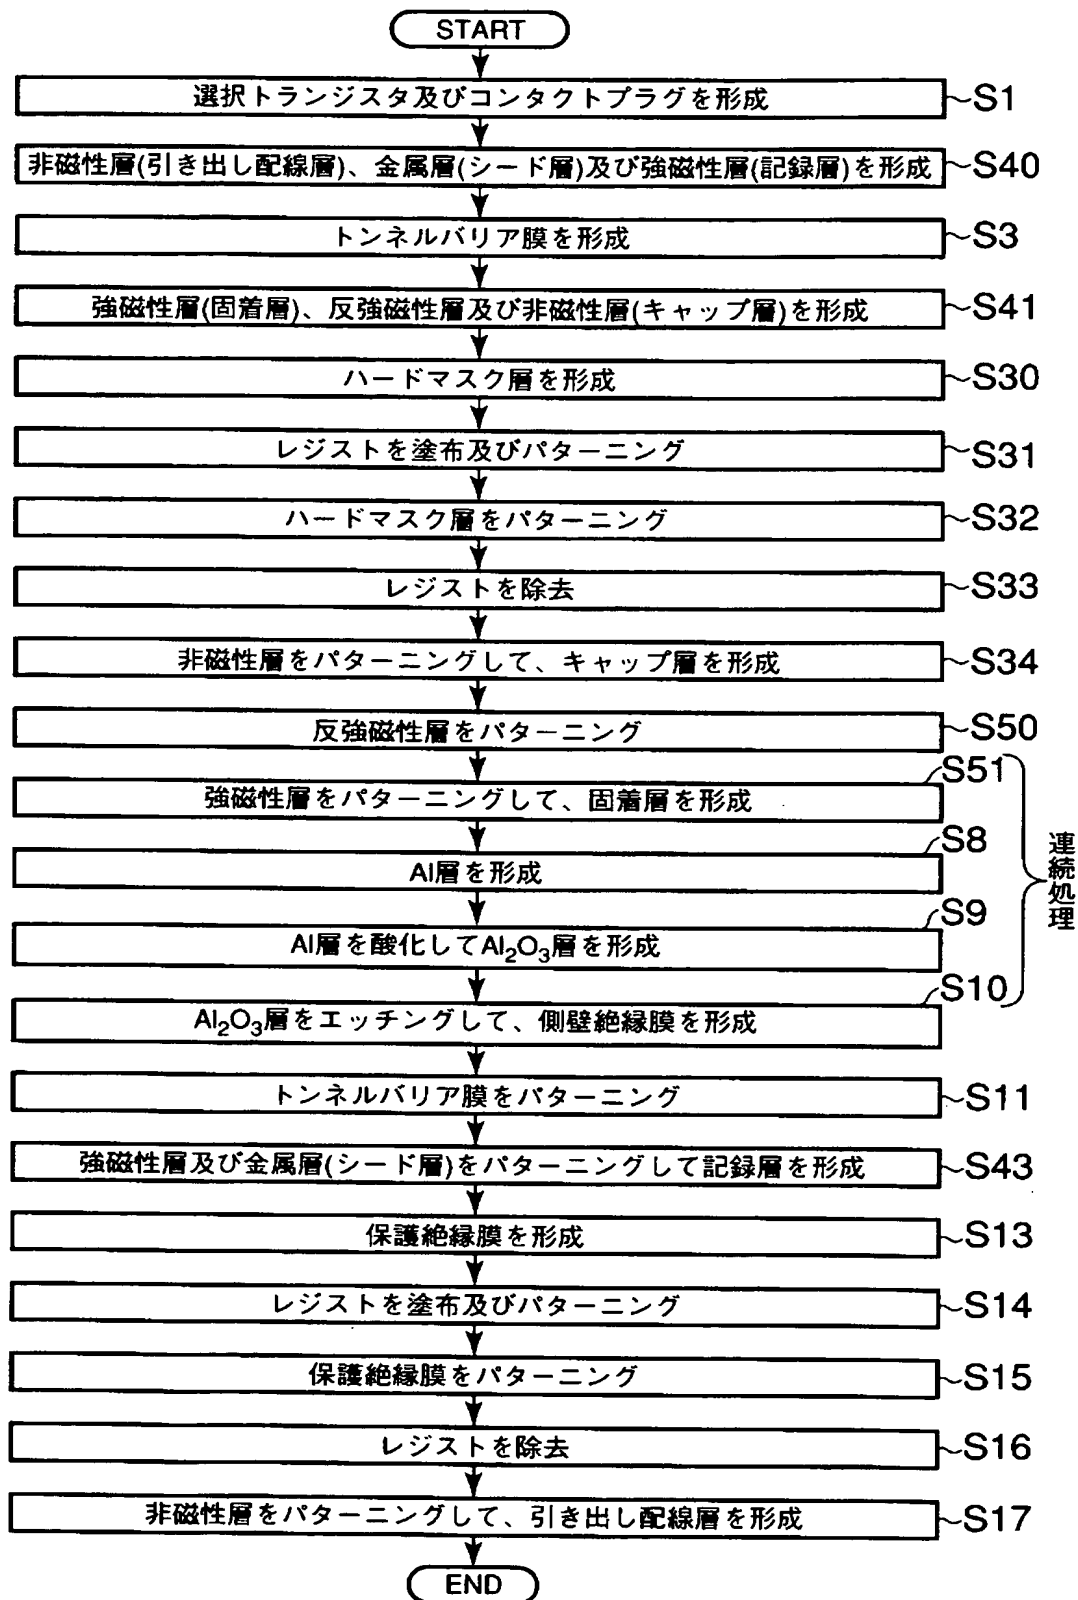 START
選択トランジスタ及びコンタクトプラグを形成 ~S1
非磁性層(引き出し配線層)、金属層(シード層)及び強磁性層(記録層)を形成 ~S40
トンネルバリア膜を形成 ~S3
強磁性層(固着層)、反強磁性層及び非磁性層(キャップ層)を形成 ~S41
ハードマスク層を形成 ~S30
レジストを塗布及びパターニング ~S31
ハードマスク層をパターニング ~S32
レジストを除去 ~S33
非磁性層をパターニングして、キャップ層を形成 ~S34
反強磁性層をパターニング ~S50
S51
強磁性層をパターニングして、固着層を形成
S8
Al層を形成
S9
Al層を酸化してAl₂O₃層を形成
S10
Al₂O₃層をエッチングして、側壁絶縁膜を形成
連続処理
トンネルバリア膜をパターニング ~S11
強磁性層及び金属層(シード層)をパターニングして記録層を形成 ~S43
保護絶縁膜を形成 ~S13
レジストを塗布及びパターニング ~S14
保護絶縁膜をパターニング ~S15
レジストを除去 ~S16
非磁性層をパターニングして、引き出し配線層を形成 ~S17
END